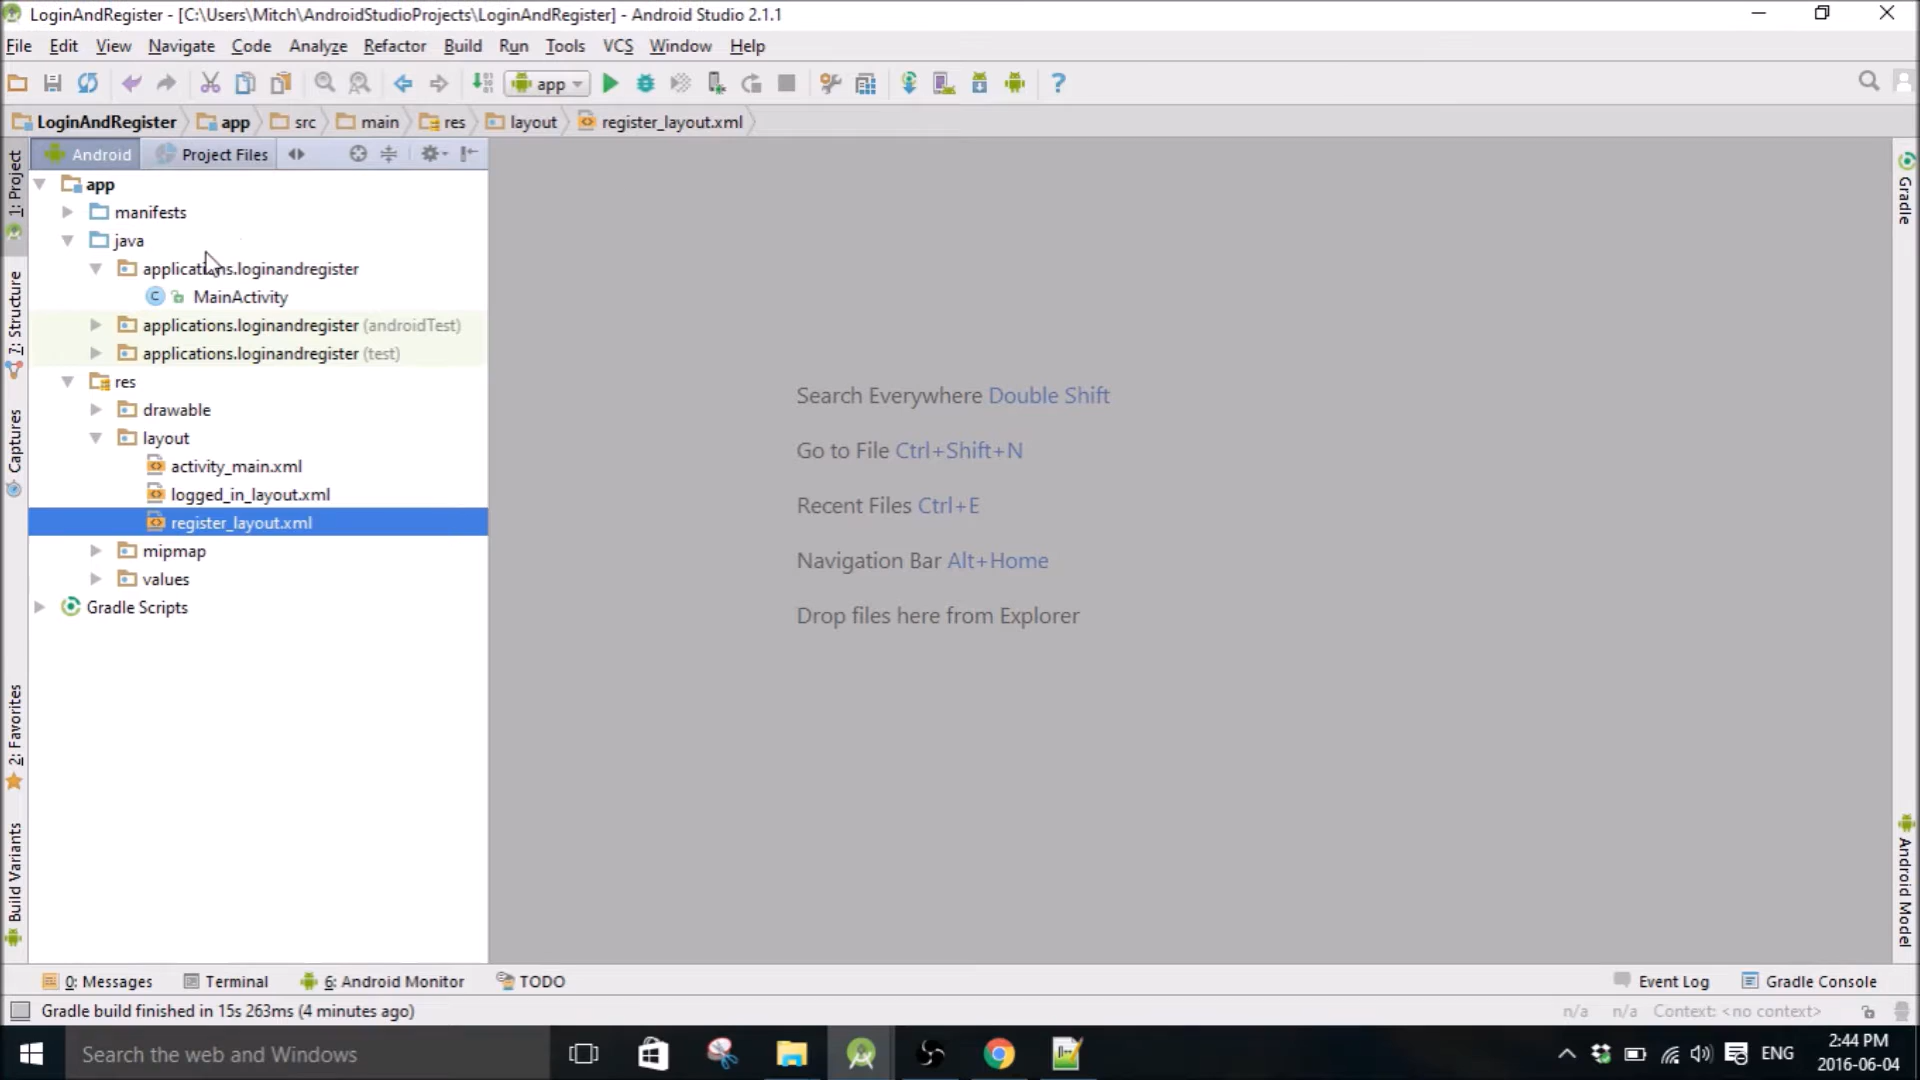 LoginAndRegister - [C:\Users\Mitch\AndroidStudioProjects\LoginAndRegister] - Android Studio 2.1.1
File Edit View Navigate Code Analyze Refactor Build Run Tools VCS Window Help
app
LoginAndRegister app src main res layout register_layout.xml
Android Project Files
app
manifests
java
applications.loginandregister
MainActivity
applications.loginandregister (androidTest)
applications.loginandregister (test)
res
drawable
layout
activity_main.xml
logged_in_layout.xml
register_layout.xml
mipmap
values
Gradle Scripts
1: Project
7: Structure
Captures
2: Favorites
Build Variants
Search Everywhere Double Shift
Go to File Ctrl+Shift+N
Recent Files Ctrl+E
Navigation Bar Alt+Home
Drop files here from Explorer
Gradle
Android Model
0: Messages Terminal 6: Android Monitor TODO Event Log Gradle Console
Gradle build finished in 15s 263ms (4 minutes ago) n/a n/a Context: <no context>
Search the web and Windows ENG 2:44 PM
2016-06-04